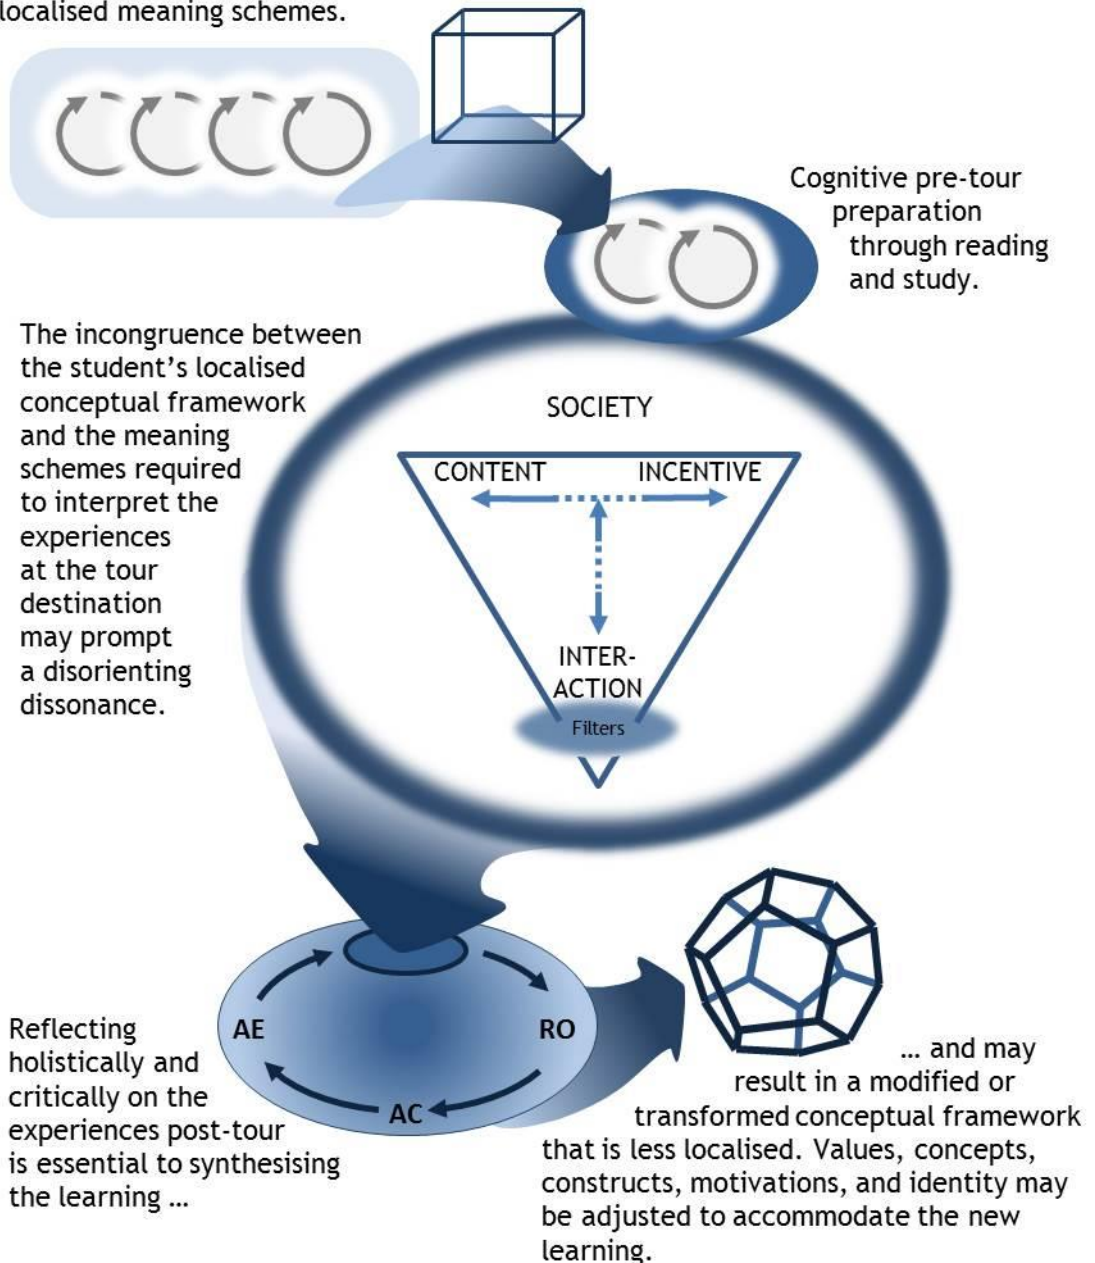 localised meaning schemes.
Cognitive pre-tour
preparation
through reading
and study.
The incongruence between
the student’s localised
conceptual framework
and the meaning
schemes required
to interpret the
experiences
at the tour
destination
may prompt
a disorienting
dissonance.
SOCIETY
CONTENT
INCENTIVE
INTER-
ACTION
Filters
AE
RO
AC
Reflecting
holistically and
critically on the
experiences post-tour
is essential to synthesising
the learning …
… and may
result in a modified or
transformed conceptual framework
that is less localised. Values, concepts,
constructs, motivations, and identity may
be adjusted to accommodate the new
learning.